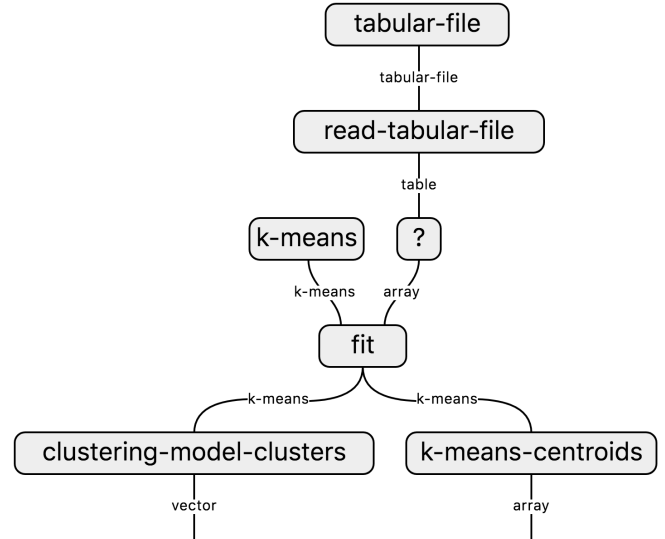 tabular-file
tabular-file
read-tabular-file
table
k-means
?
k-means
array
fit
k-means
k-means
clustering-model-clusters
k-means-centroids
vector
array